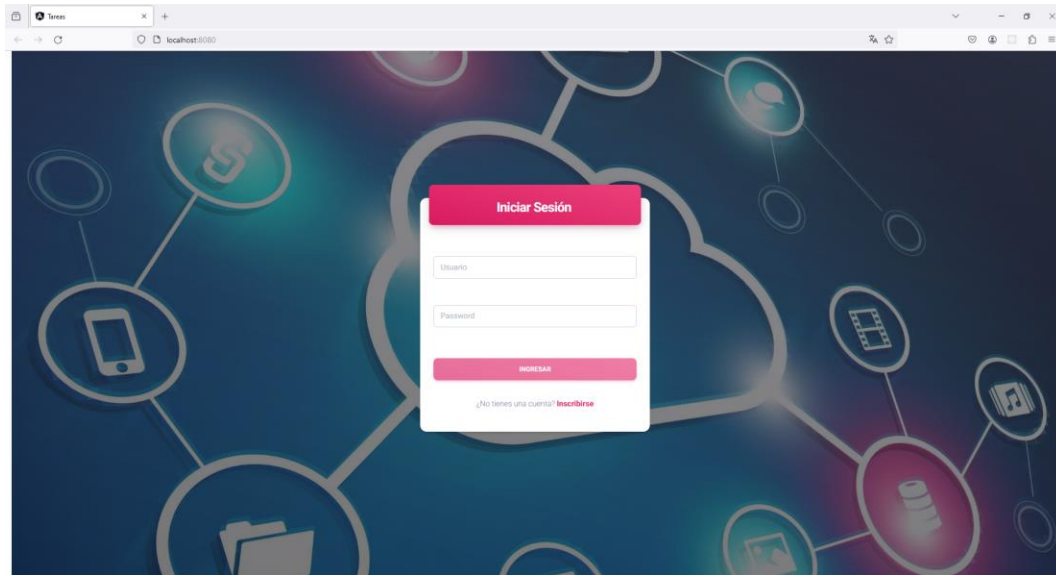 Tareas
localhost:8080
Iniciar Sesión
Usuario
Password
INGRESAR
¿No tienes una cuenta? Inscribirse